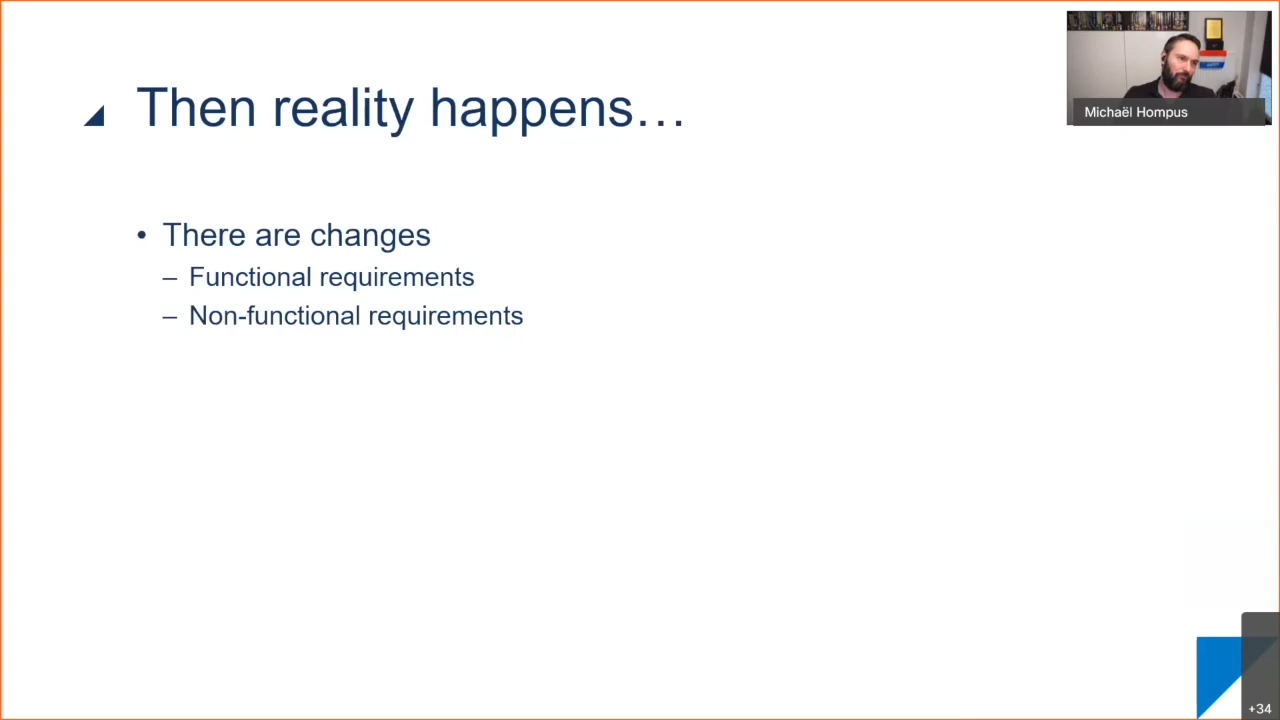 Then reality happens…
Michaël Hompus
• There are changes
– Functional requirements
– Non-functional requirements
+34